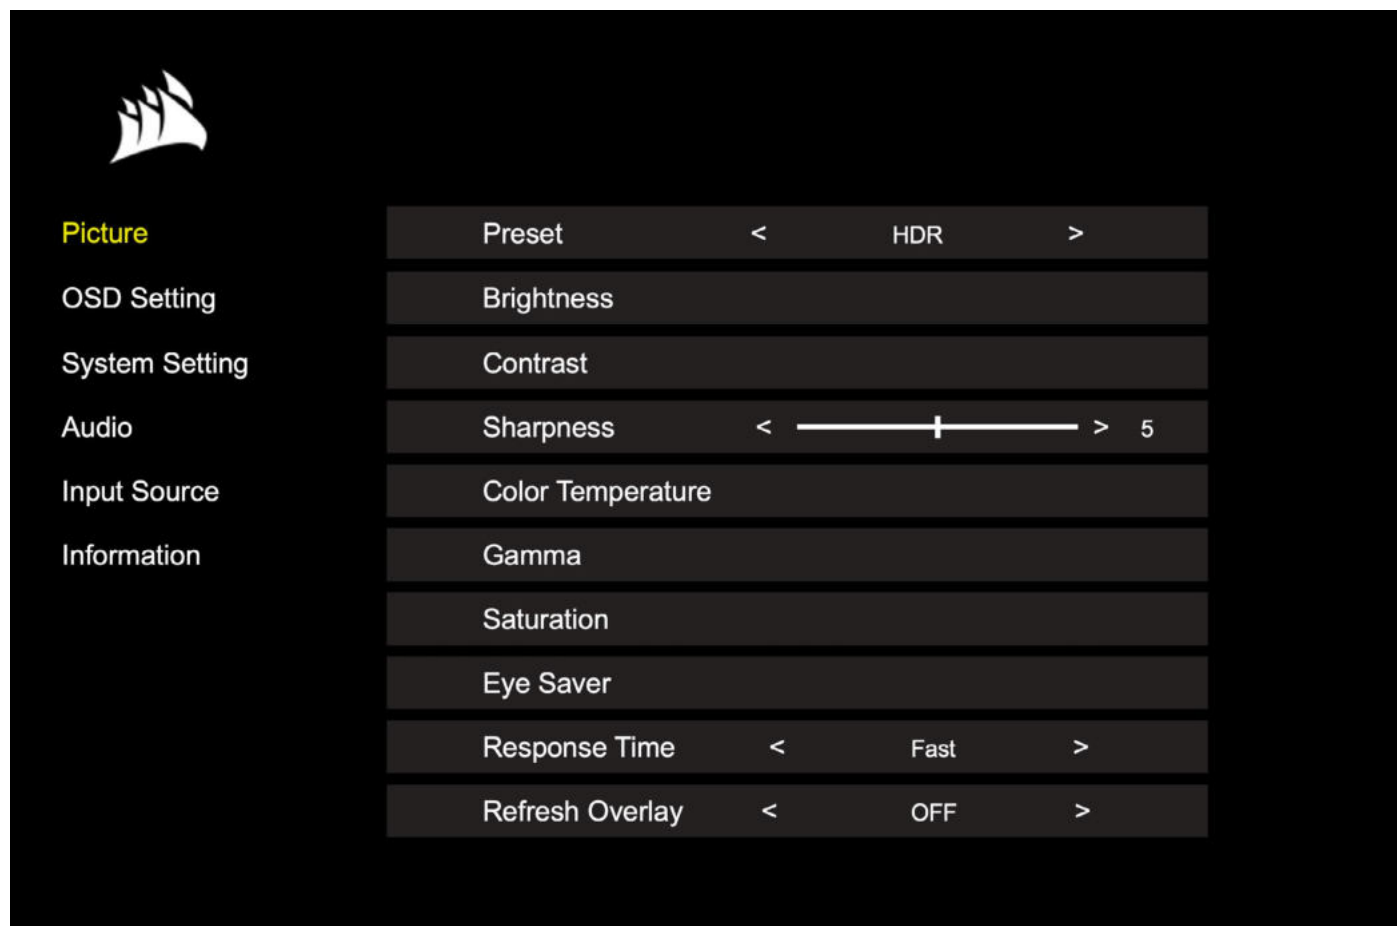 Picture
Preset < HDR >
OSD Setting
Brightness
System Setting
Contrast
Audio
Sharpness < > 5
Input Source
Color Temperature
Information
Gamma
Saturation
Eye Saver
Response Time < Fast >
Refresh Overlay < OFF >